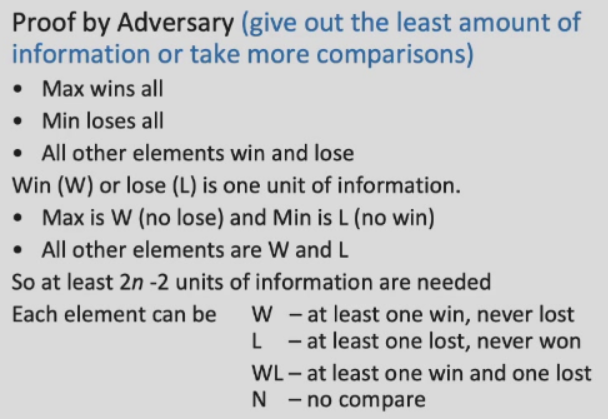 Proof by Adversary (give out the least amount of
information or take more comparisons)
• Max wins all
• Min loses all
• All other elements win and lose
Win (W) or lose (L) is one unit of information.
• Max is W (no lose) and Min is L (no win)
• All other elements are W and L
So at least 2n -2 units of information are needed
Each element can be W – at least one win, never lost
L – at least one lost, never won
WL – at least one win and one lost
N – no compare